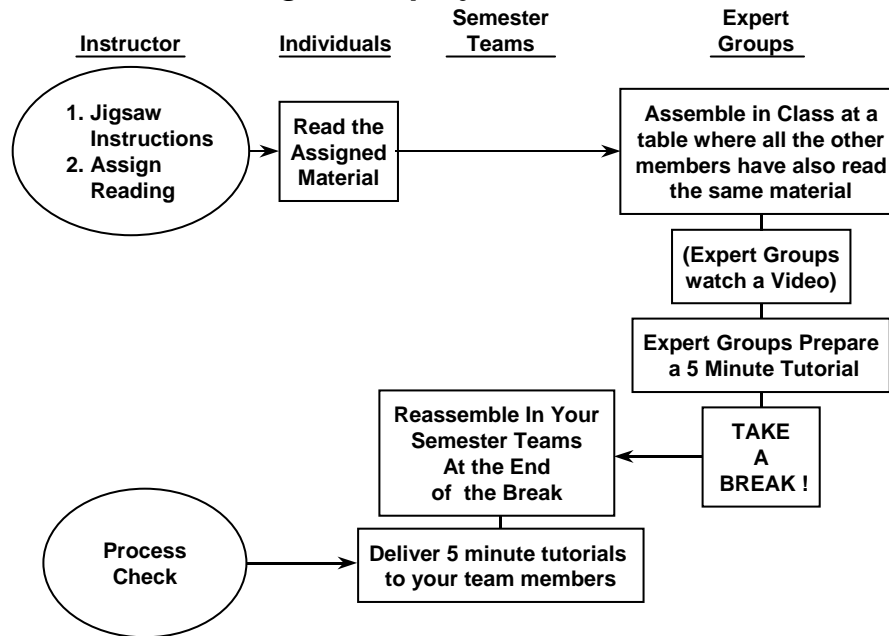 Instructor
Individuals
Semester
Teams
Expert
Groups
1. Jigsaw
Instructions
2. Assign
Reading
Read the
Assigned
Material
Assemble in Class at a
table where all the other
members have also read
the same material
(Expert Groups
watch a Video)
Expert Groups Prepare
a 5 Minute Tutorial
TAKE
A
BREAK !
Reassemble In Your
Semester Teams
At the End
of the Break
Process
Check
Deliver 5 minute tutorials
to your team members